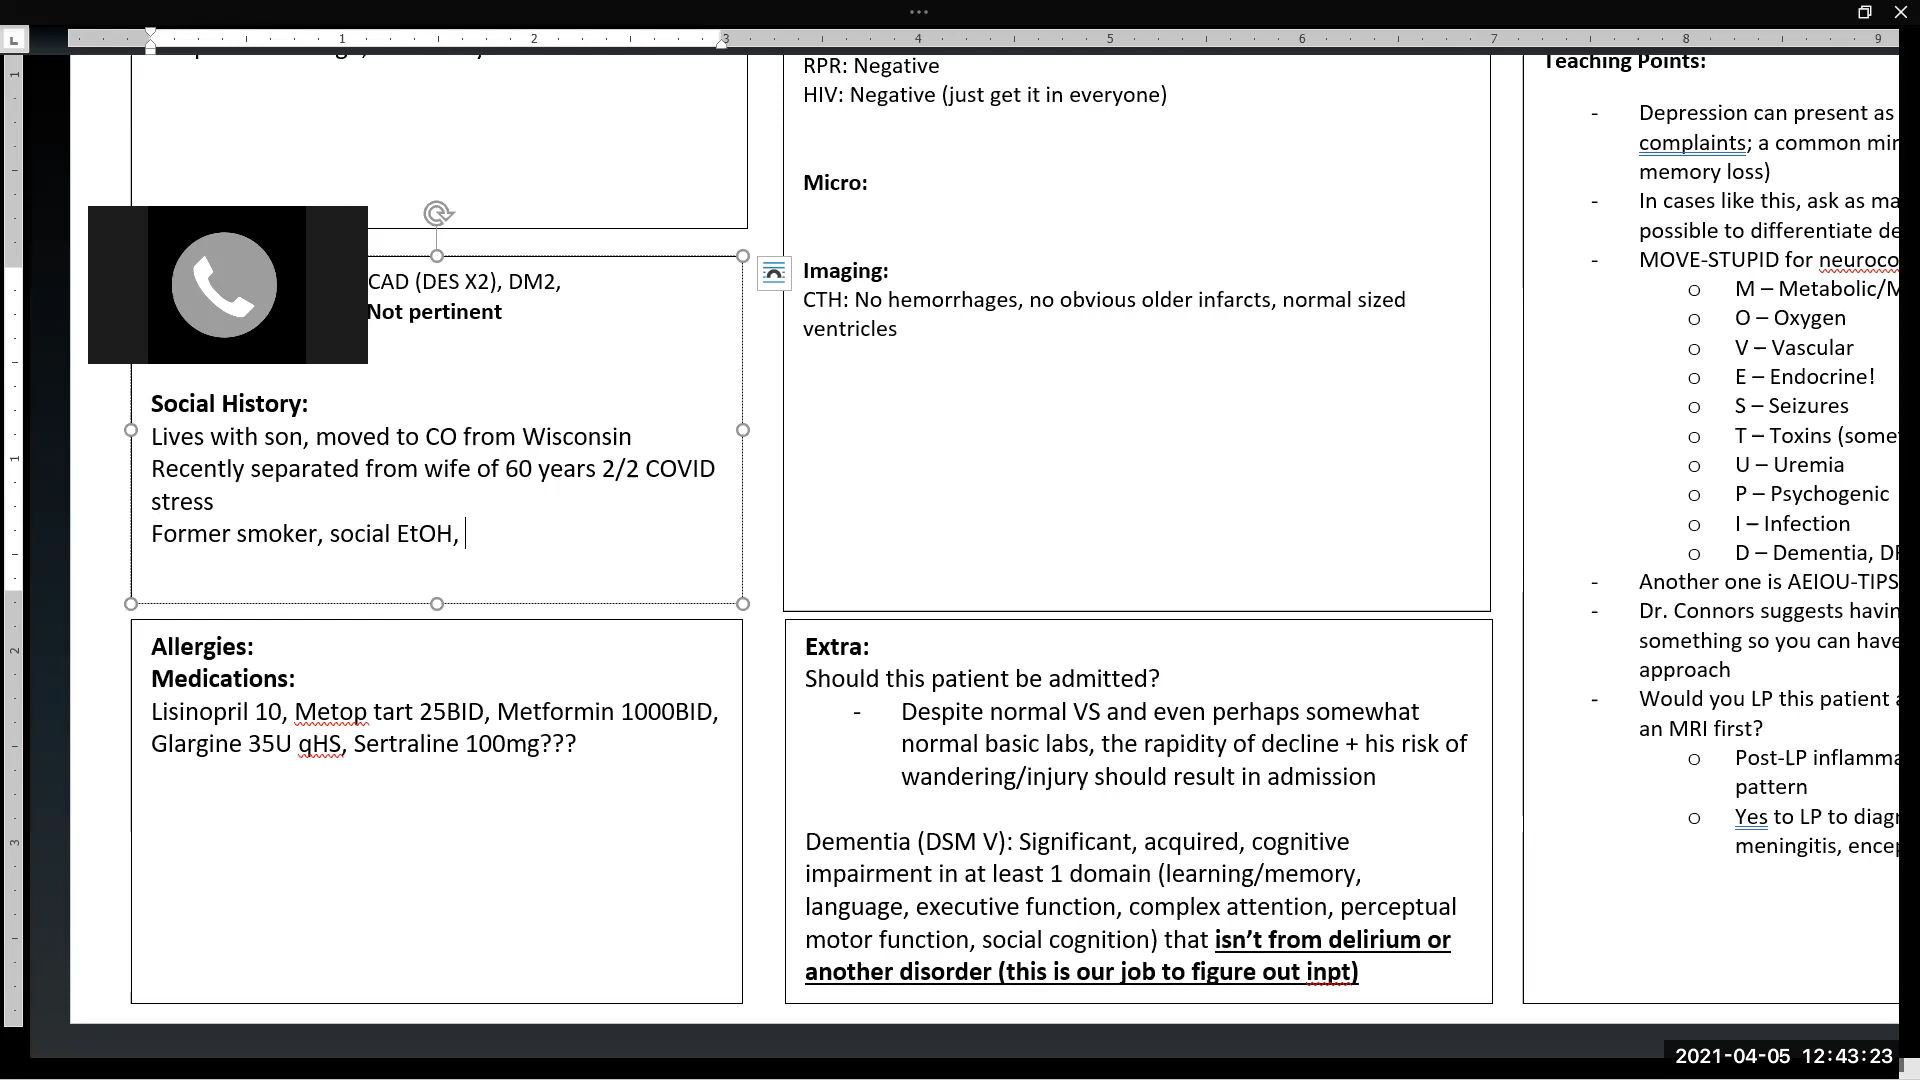 1 2 3 4 5 6 7 8 9
RPR: Negative
HIV: Negative (just get it in everyone)
Micro:
Imaging:
CTH: No hemorrhages, no obvious older infarcts, normal sized
ventricles
CAD (DES X2), DM2,
Not pertinent
Social History:
Lives with son, moved to CO from Wisconsin
Recently separated from wife of 60 years 2/2 COVID
stress
Former smoker, social EtOH,
Allergies:
Medications:
Lisinopril 10, Metop tart 25BID, Metformin 1000BID,
Glargine 35U qHS, Sertraline 100mg???
Extra:
Should this patient be admitted?
- Despite normal VS and even perhaps somewhat
normal basic labs, the rapidity of decline + his risk of
wandering/injury should result in admission
Dementia (DSM V): Significant, acquired, cognitive
impairment in at least 1 domain (learning/memory,
language, executive function, complex attention, perceptual
motor function, social cognition) that isn’t from delirium or
another disorder (this is our job to figure out inpt)
Teaching Points:
- Depression can present as
complaints; a common
memory loss)
- In cases like this, ask as
possible to differentiate
- MOVE-STUPID for
o M – Metabolic/
o O – Oxygen
o V – Vascular
o E – Endocrine!
o S – Seizures
o T – Toxins
o U – Uremia
o P – Psychogenic
o I – Infection
o D – Dementia,
- Another one is AEIOU-TIPS
- Dr. Connors suggests
something so you can have
approach
- Would you LP this patient
an MRI first?
o Post-LP
pattern
o Yes to LP to
meningitis,
2021-04-05 12:43:23